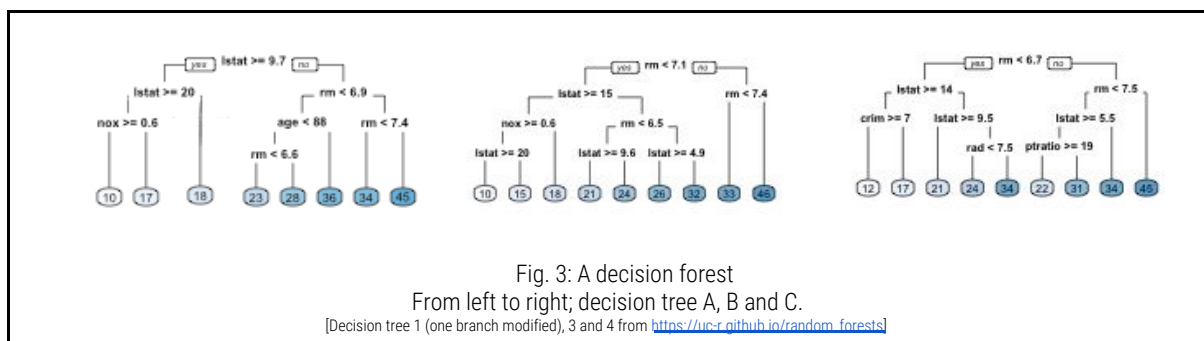 yes lstat >= 9.7 no
lstat >= 20
rm < 6.9
nox >= 0.6
age < 88
rm < 7.4
rm < 6.6
10 17 18 23 28 36 34 45
yes rm < 7.1 no
lstat >= 15
rm < 7.4
nox >= 0.6
rm < 6.5
lstat >= 20
lstat >= 9.6
lstat >= 4.9
10 15 18 21 24 26 32 33 46
yes rm < 6.7 no
lstat >= 14
rm < 7.5
crim >= 7
lstat >= 9.5
lstat >= 5.5
rad < 7.5
ptratio >= 19
12 17 21 24 34 22 31 34 45
Fig. 3: A decision forest
From left to right; decision tree A, B and C.
[Decision tree 1 (one branch modified), 3 and 4 from https://uc-r.github.io/random_forests]